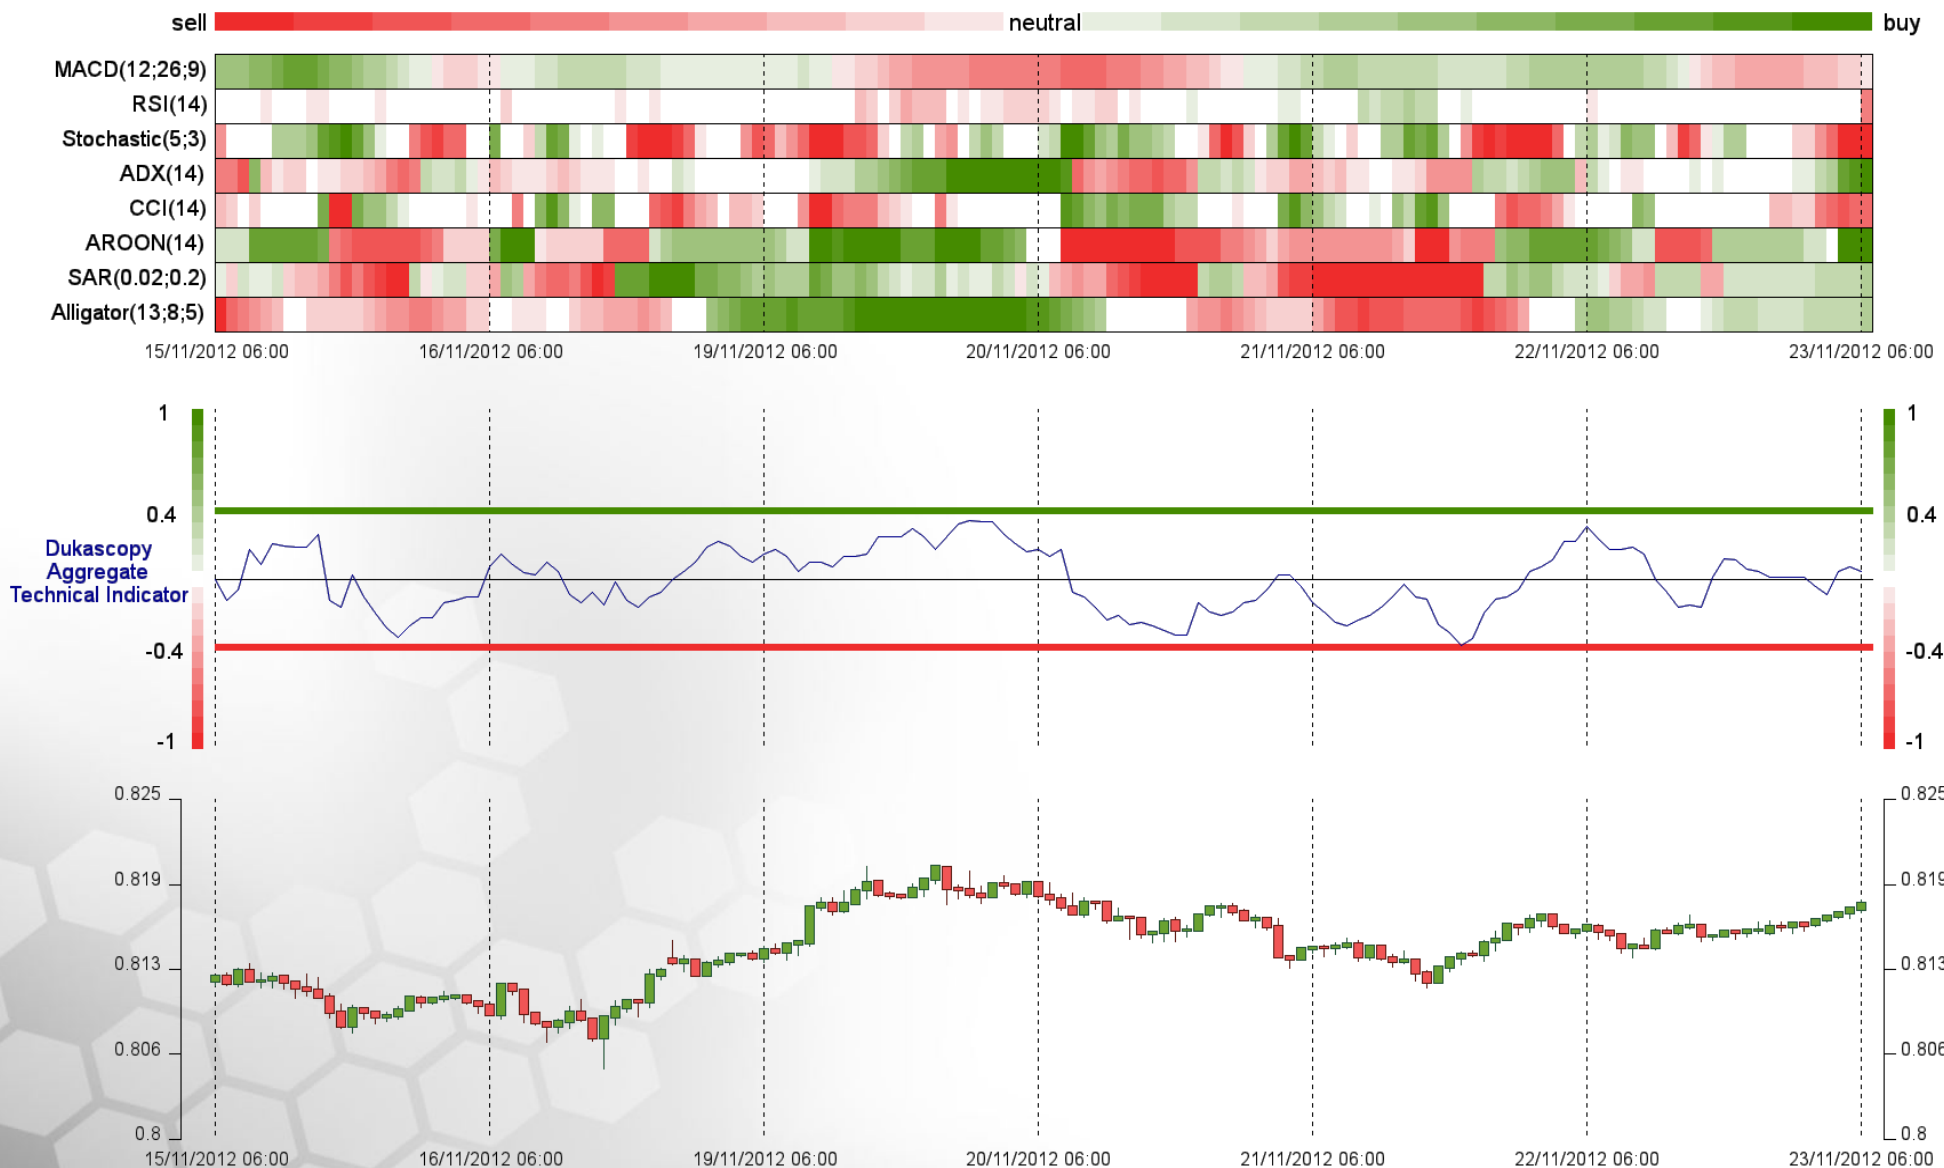 sell neutral buy
MACD(12;26;9)
RSI(14)
Stochastic(5;3)
ADX(14)
CCI(14)
AROON(14)
SAR(0.02;0.2)
Alligator(13;8;5)
15/11/2012 06:00 16/11/2012 06:00 19/11/2012 06:00 20/11/2012 06:00 21/11/2012 06:00 22/11/2012 06:00 23/11/2012 06:00
1 1
0.4 0.4
Dukascopy
Aggregate
Technical Indicator
-0.4 -0.4
-1 -1
0.825 0.825
0.819 0.819
0.813 0.813
0.806 0.806
0.8 0.8
15/11/2012 06:00 16/11/2012 06:00 19/11/2012 06:00 20/11/2012 06:00 21/11/2012 06:00 22/11/2012 06:00 23/11/2012 06:00